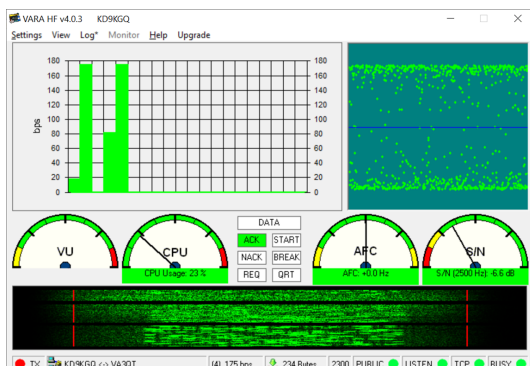 VARA HF v4.0.3 KD9KGQ
Settings View Log* Monitor Help Upgrade
180 180
160 160
140 140
120 120
100 100
80 80
60 60
40 40
20 20
0 0
bps
DATA
ACK START
NACK BREAK
REQ QRT
VU
CPU
CPU Usage: 23 %
AFC
AFC: +0.0 Hz
S/N
S/N (2500 Hz): -6.6 dB
TX KD9KGQ <-> VA3QT (4) 175 bps 234 Bytes 2300 PUBLIC LISTEN TCP BUSY